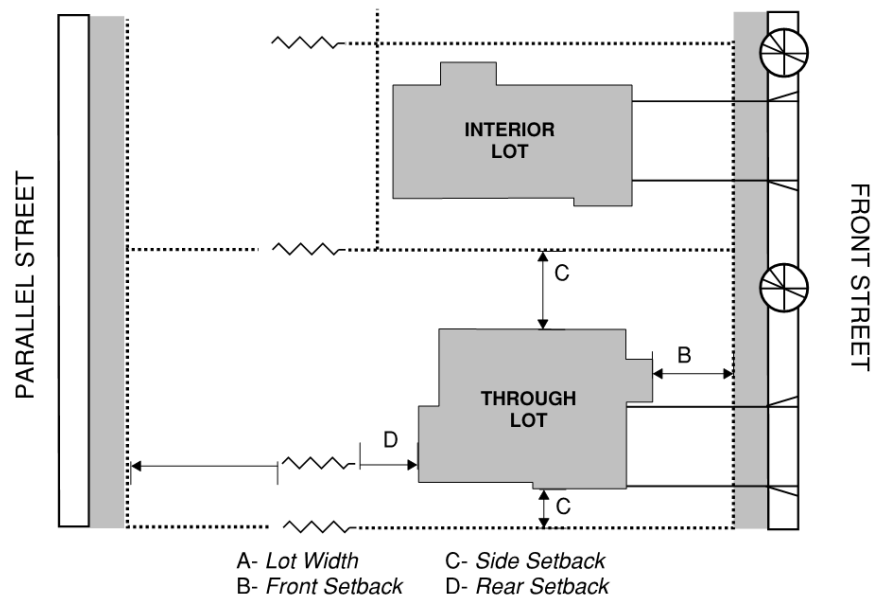 INTERIOR
LOT
PARALLEL STREET
FRONT STREET
C
B
THROUGH
LOT
D
C
A- Lot Width
B- Front Setback
C- Side Setback
D- Rear Setback